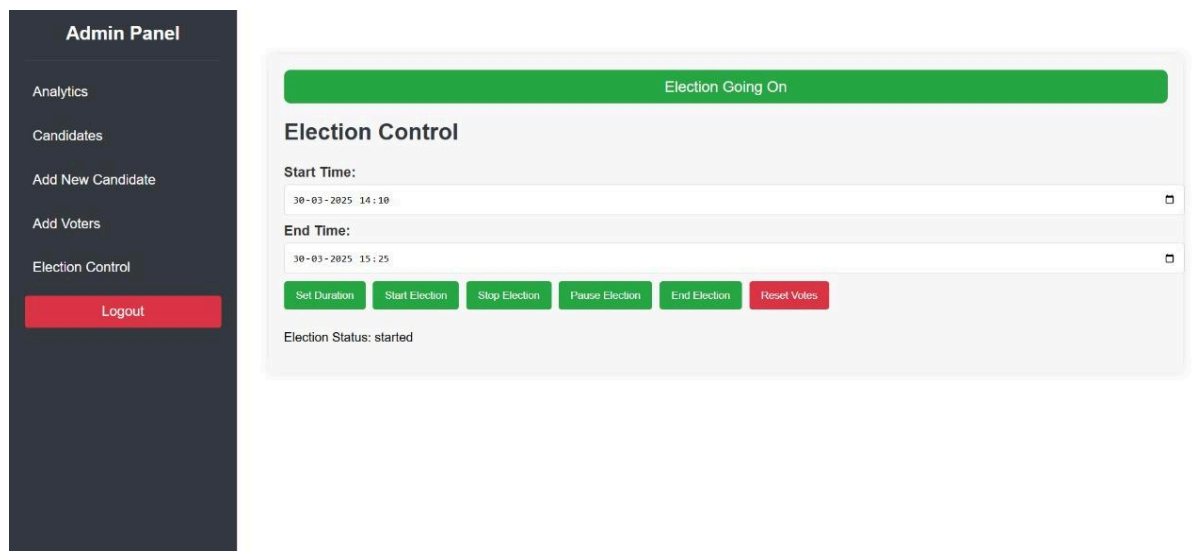 Admin Panel
Analytics
Candidates
Add New Candidate
Add Voters
Election Control
Logout
Election Going On
Election Control
Start Time:
30-03-2025 14:10
End Time:
30-03-2025 15:25
Set Duration Start Election Stop Election Pause Election End Election Reset Votes
Election Status: started